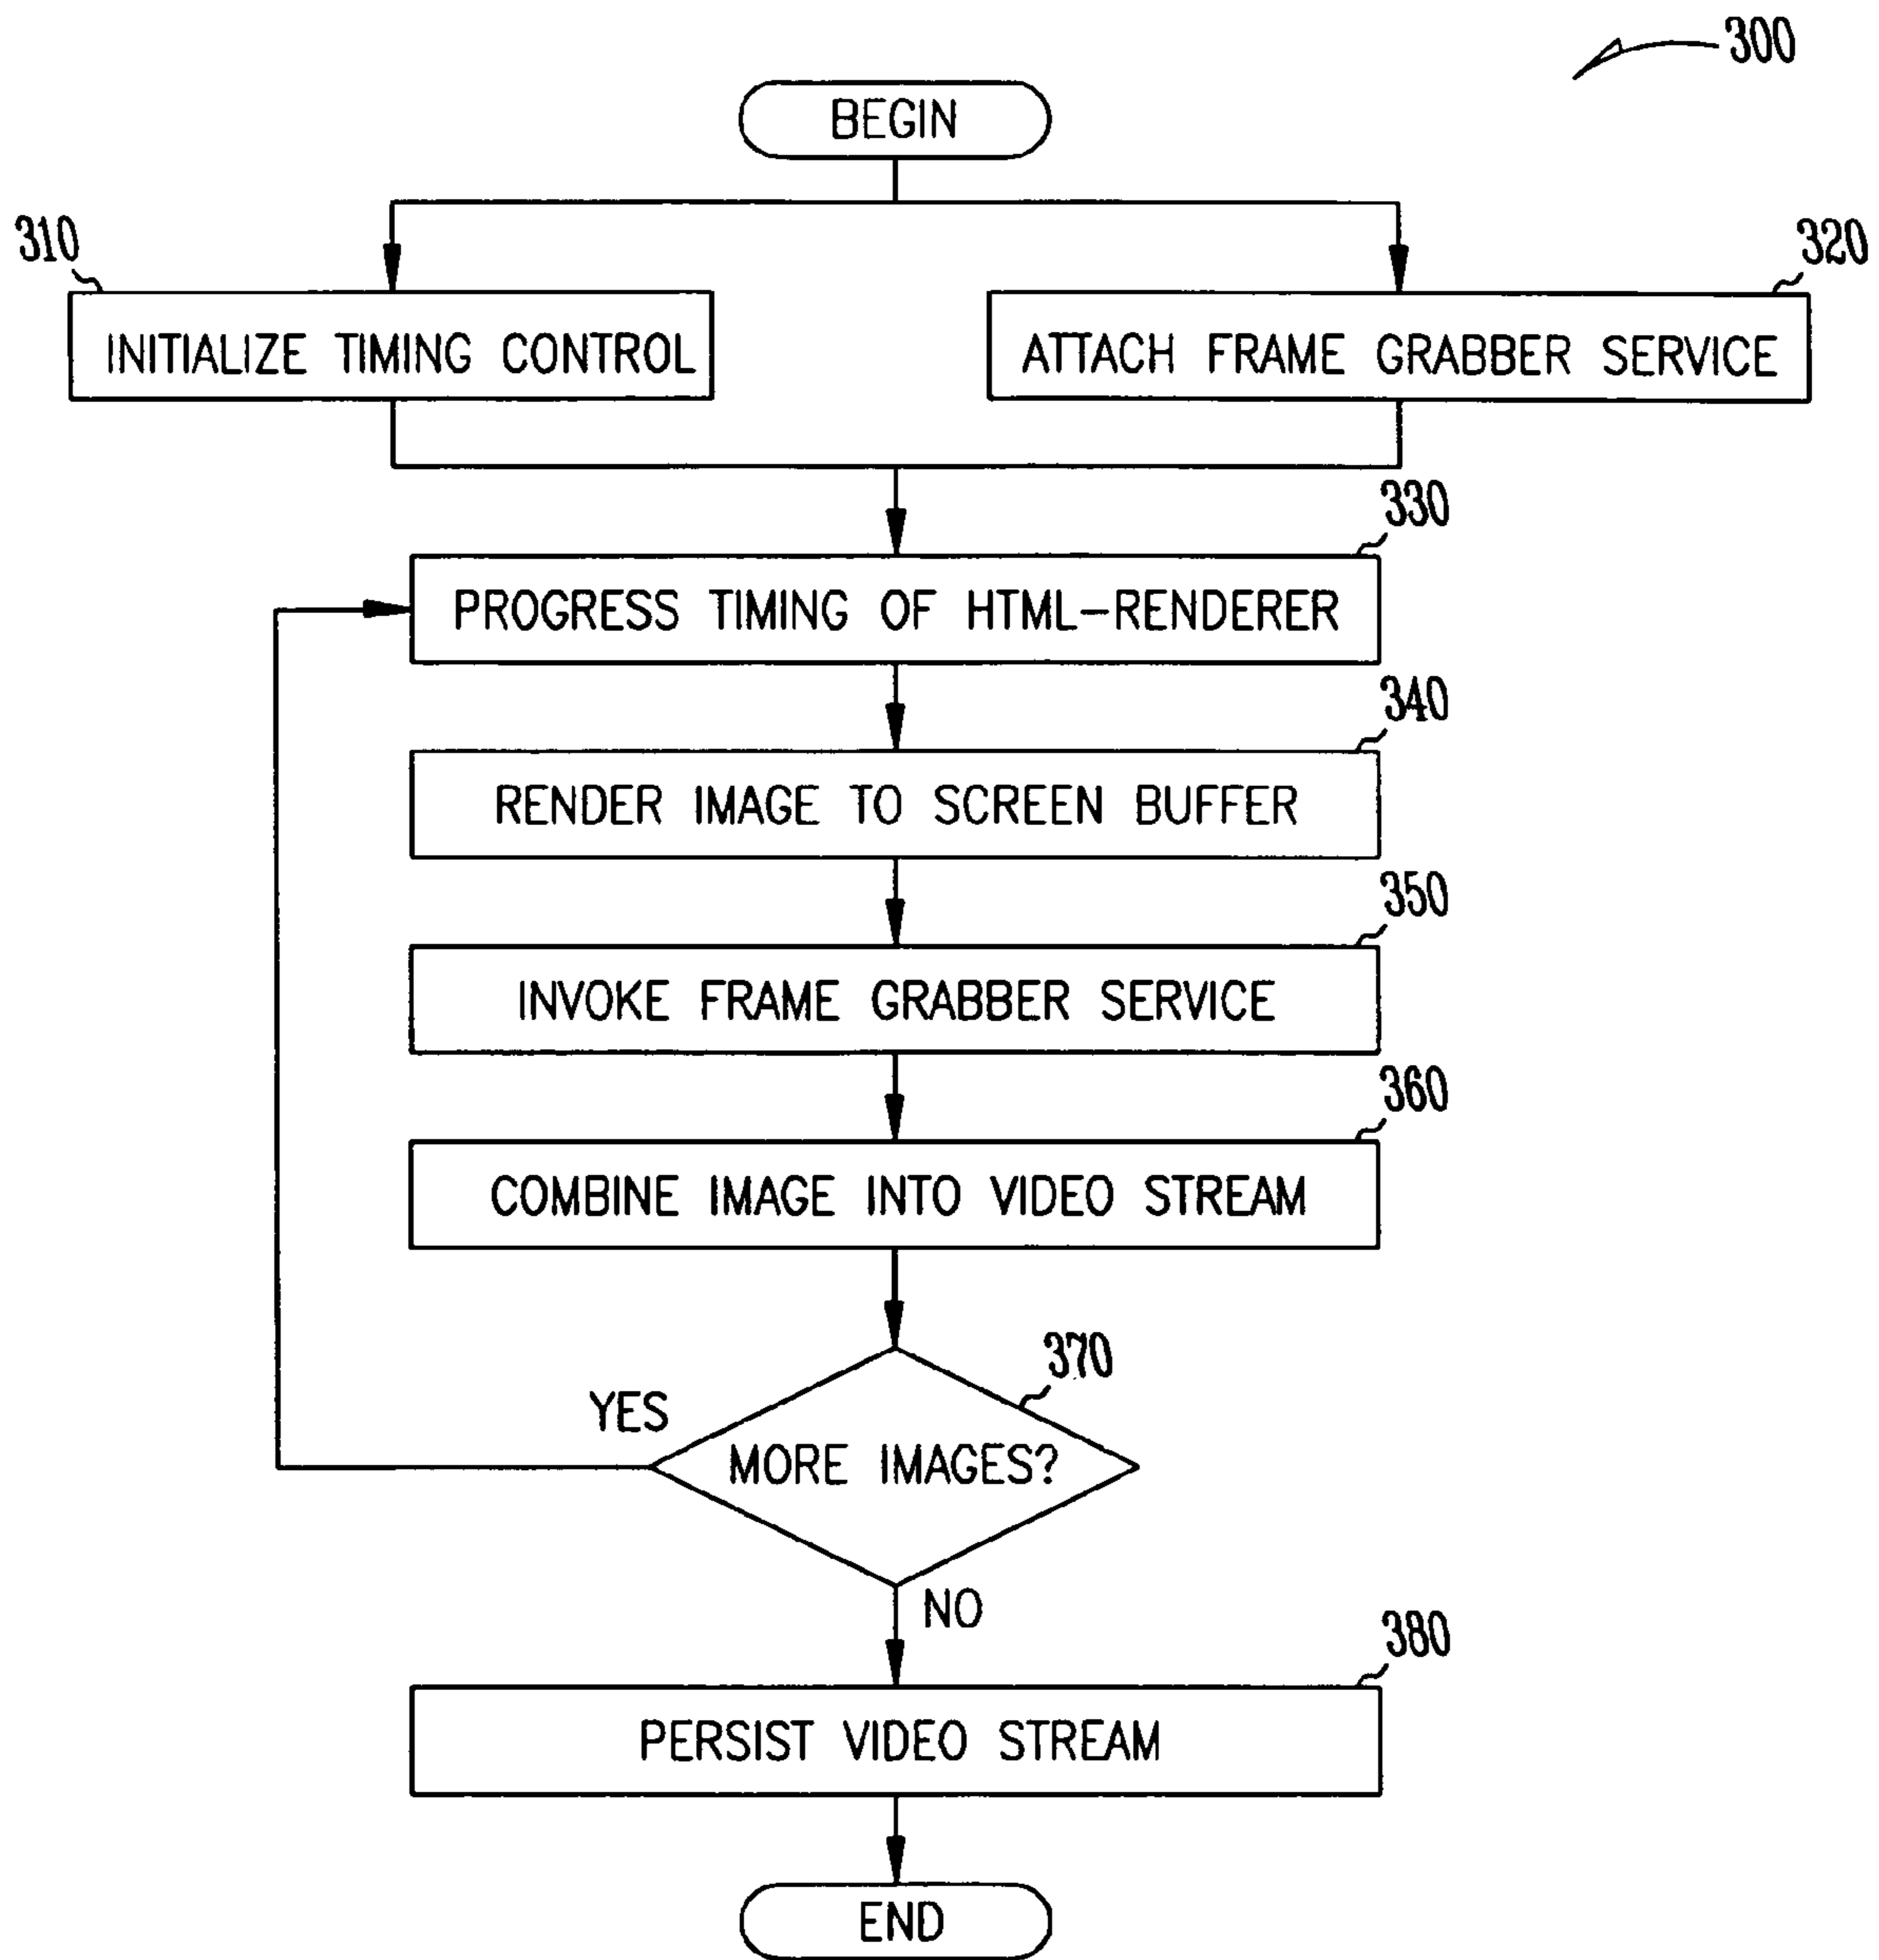 300
BEGIN
310
320
INITIALIZE TIMING CONTROL
ATTACH FRAME GRABBER SERVICE
330
PROGRESS TIMING OF HTML-RENDERER
340
RENDER IMAGE TO SCREEN BUFFER
350
INVOKE FRAME GRABBER SERVICE
360
COMBINE IMAGE INTO VIDEO STREAM
370
YES
MORE IMAGES?
NO
380
PERSIST VIDEO STREAM
END